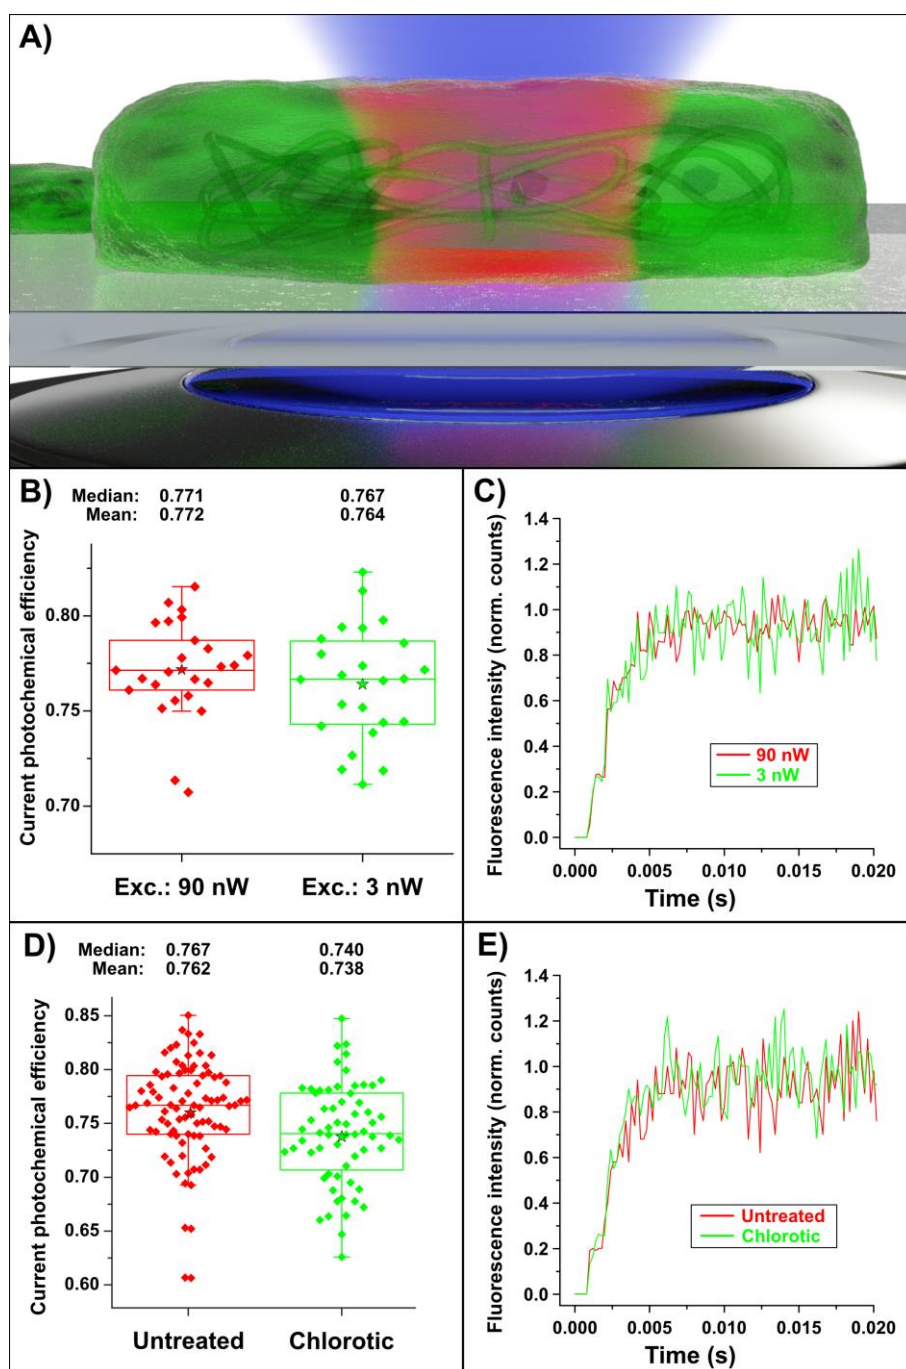 A)
B)
Median: 0.771 0.767
Mean: 0.772 0.764
Current photochemical efficiency
0.80
0.75
0.70
Exc.: 90 nW Exc.: 3 nW
C)
Fluorescence intensity (norm. counts)
1.4
1.2
1.0
0.8
0.6
0.4
0.2
0.0
90 nW
3 nW
0.000 0.005 0.010 0.015 0.020
Time (s)
D)
Median: 0.767 0.740
Mean: 0.762 0.738
Current photochemical efficiency
0.85
0.80
0.75
0.70
0.65
0.60
Untreated Chlorotic
E)
Fluorescence intensity (norm. counts)
1.4
1.2
1.0
0.8
0.6
0.4
0.2
0.0
Untreated
Chlorotic
0.000 0.005 0.010 0.015 0.020
Time (s)